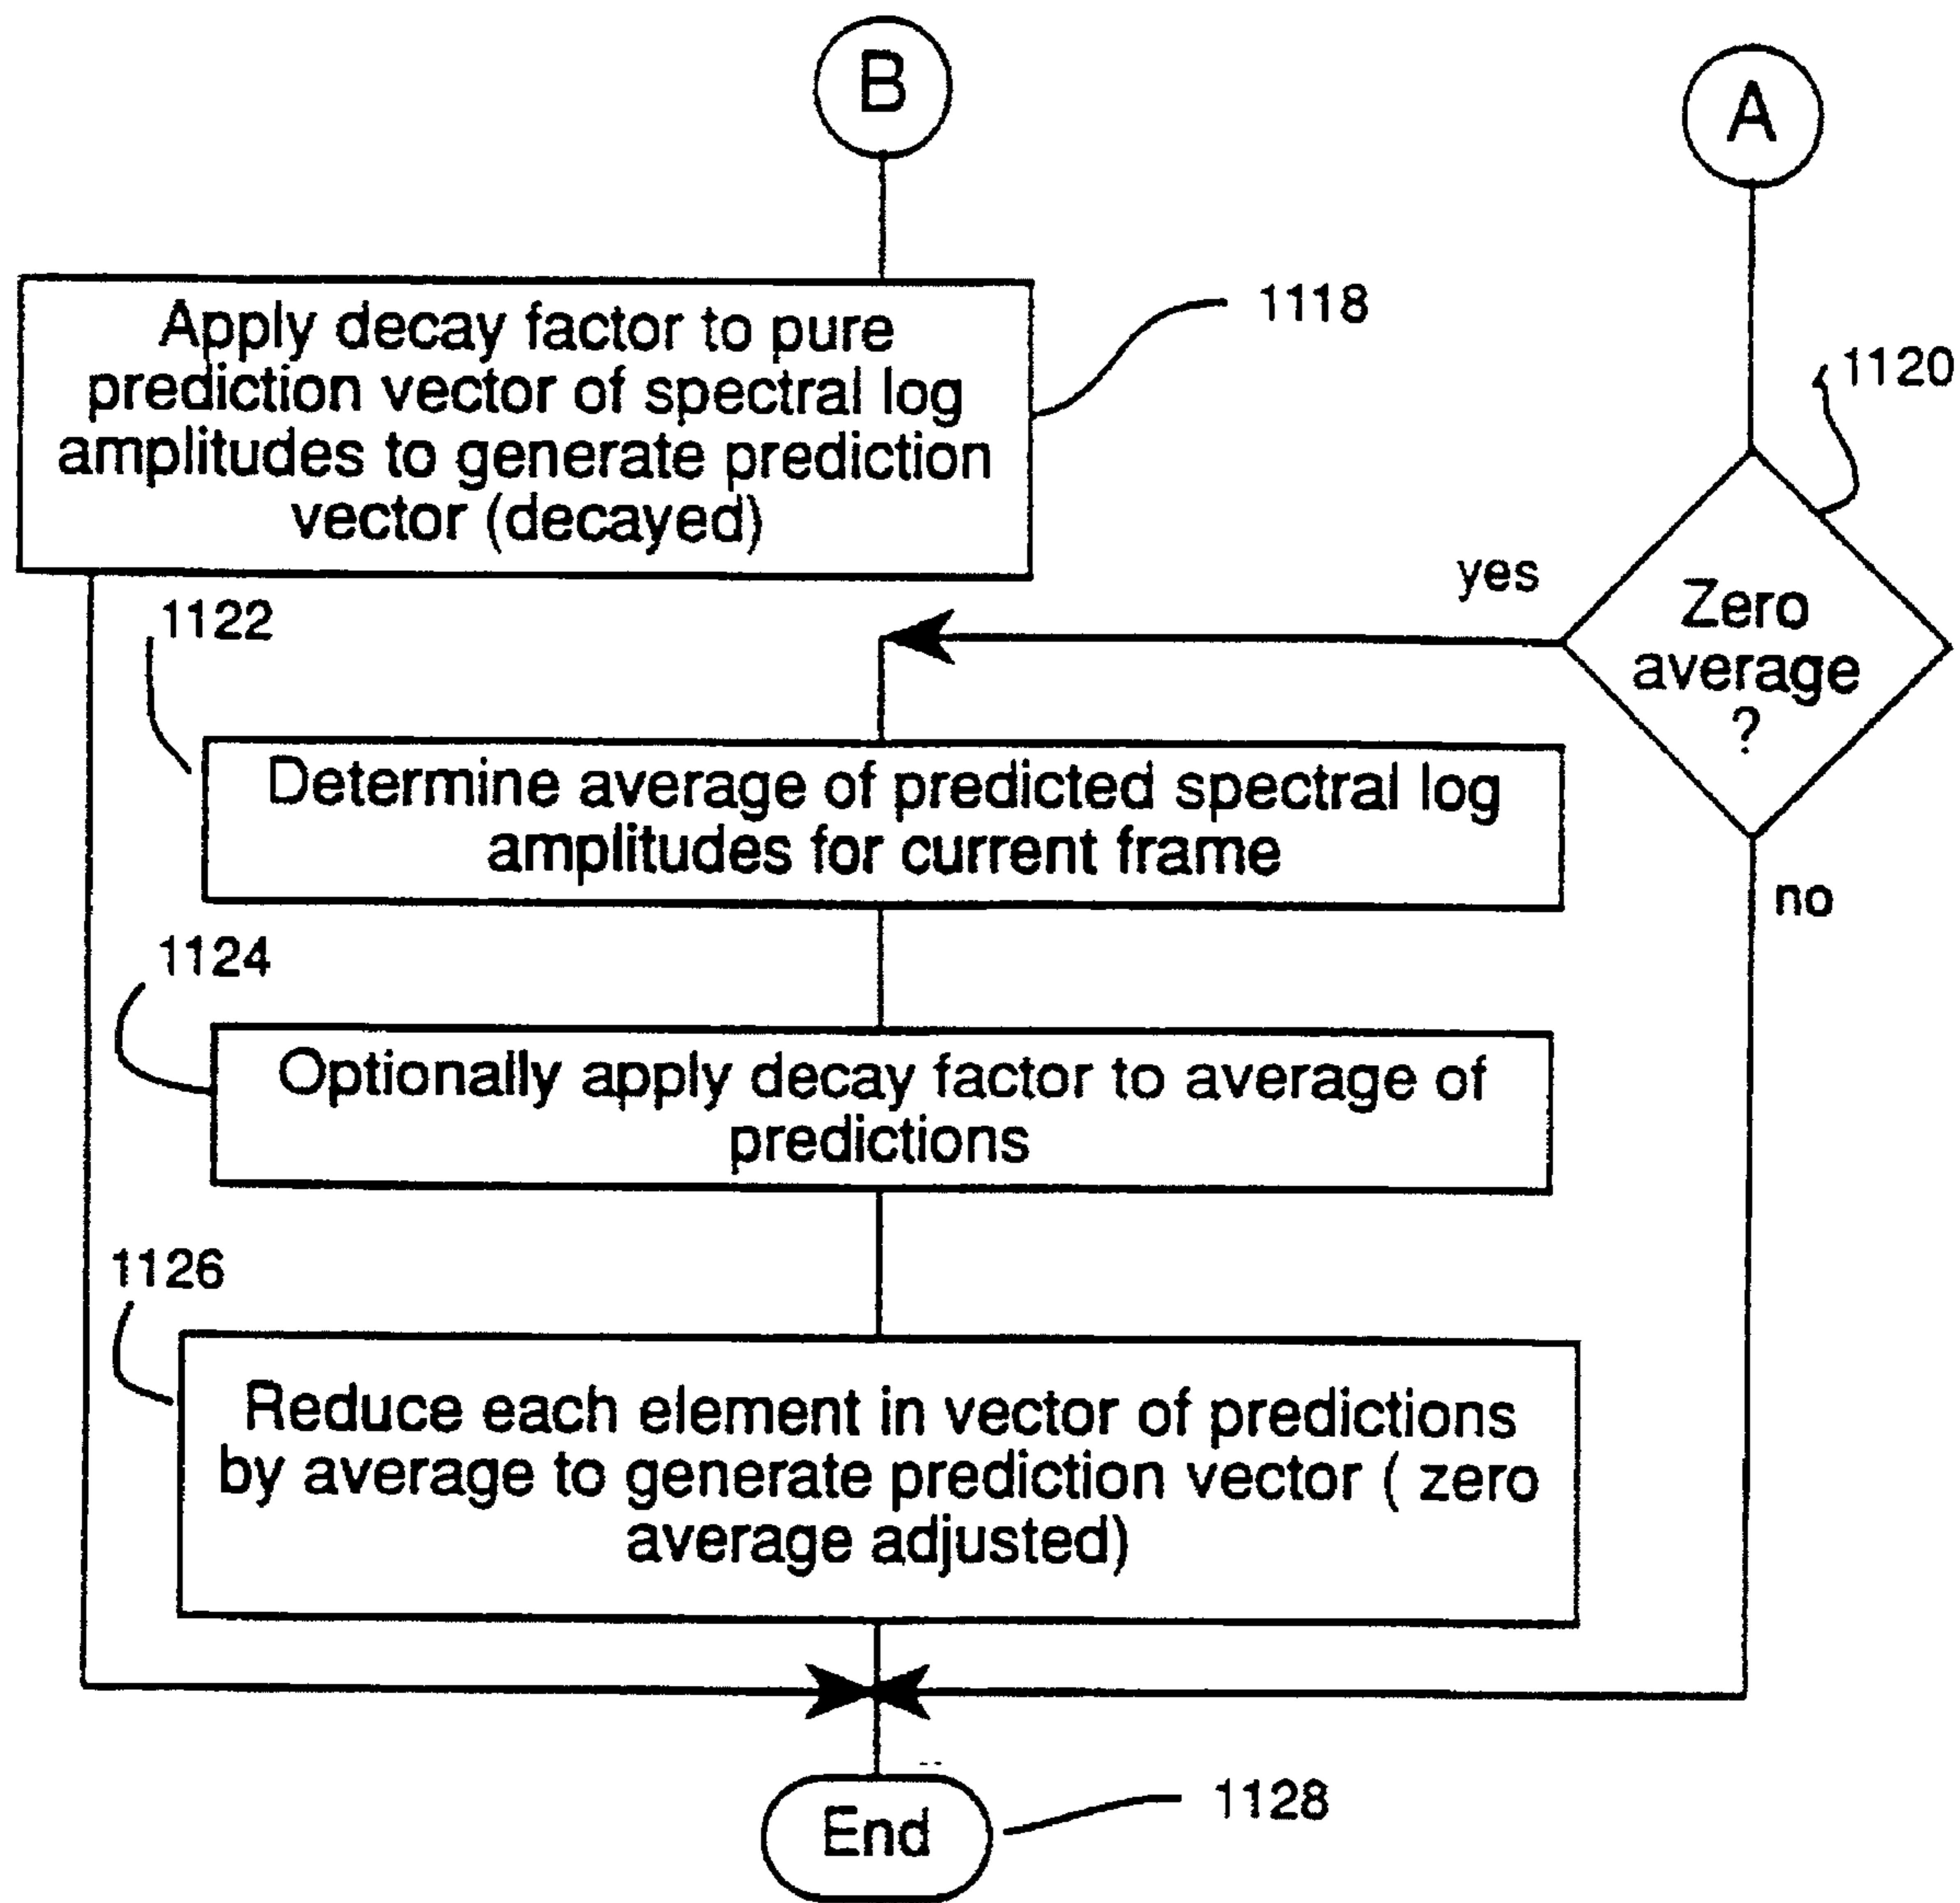 B
A
Apply decay factor to pure
prediction vector of spectral log
amplitudes to generate prediction
vector (decayed)
1118
1120
yes
Zero
average
?
1122
Determine average of predicted spectral log
amplitudes for current frame
no
1124
Optionally apply decay factor to average of
predictions
1126
Reduce each element in vector of predictions
by average to generate prediction vector ( zero
average adjusted)
End
1128